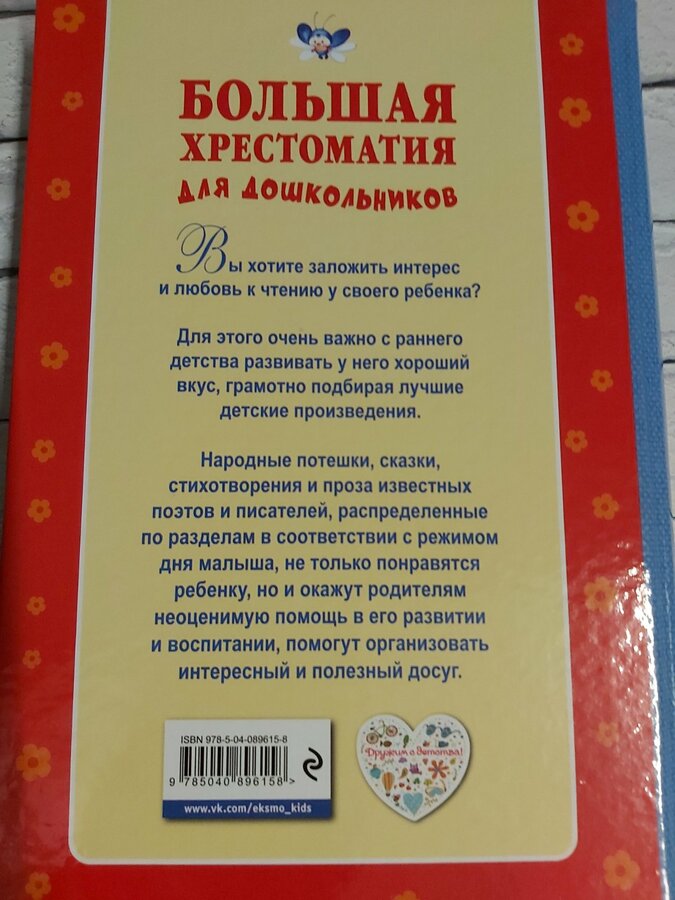 БОЛЬШАЯ
ХРЕСТОМАТИЯ
ДЛЯ ДОШКОЛЬНИКОВ
Вы хотите заложить интерес
и любовь к чтению у своего ребенка?
Для этого очень важно с раннего
детства развивать у него хороший
вкус, грамотно подбирая лучшие
детские произведения.
Народные потешки, сказки,
стихотворения и проза известных
поэтов и писателей, распределенные
по разделам в соответствии с режимом
дня малыша, не только понравятся
ребенку, но и окажут родителям
неоценимую помощь в его развитии
и воспитании, помогут организовать
интересный и полезный досуг.
ISBN 978-5-04-089615-8
9 785040 896158>
www.vk.com/eksmo_kids
Дружим с детства!